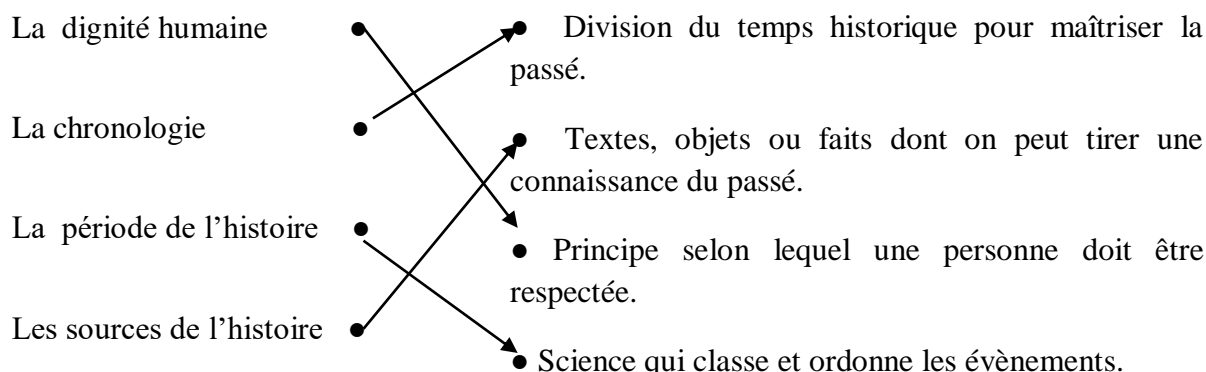 La dignité humaine
● Division du temps historique pour maîtriser la
passé.
La chronologie
● Textes, objets ou faits dont on peut tirer une
connaissance du passé.
La période de l’histoire
● Principe selon lequel une personne doit être
respectée.
Les sources de l’histoire
● Science qui classe et ordonne les évènements.